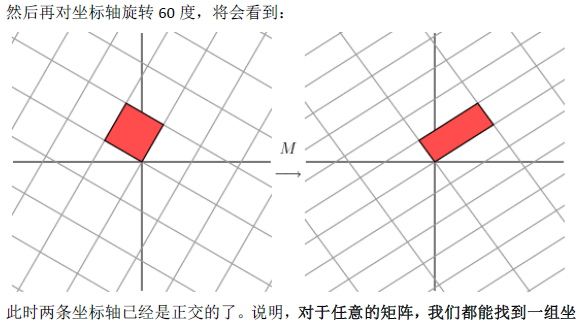 然后再对坐标轴旋转 60 度，将会看到：
M
此时两条坐标轴已经是正交的了。说明，对于任意的矩阵，我们都能找到一组坐